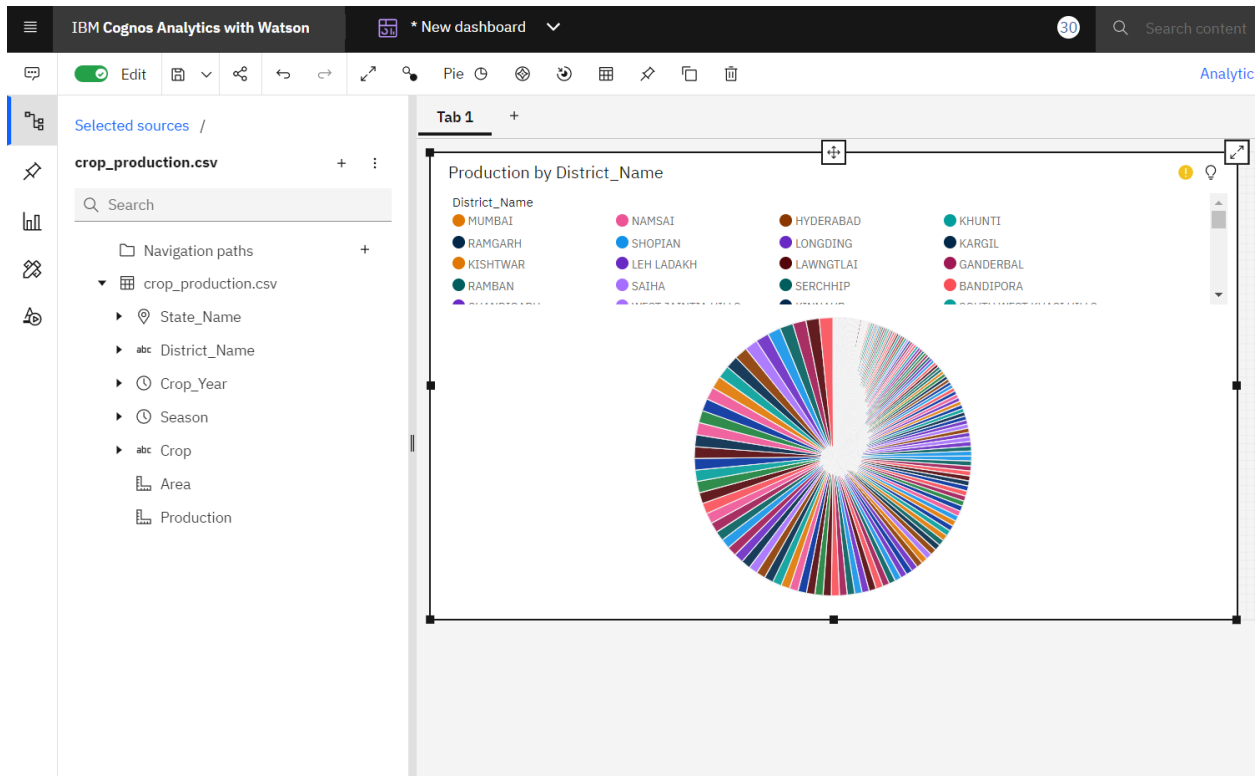 IBM Cognos Analytics with Watson
* New dashboard
30
Search content
Edit
Pie
Analytic
Selected sources /
crop_production.csv
Search
Navigation paths
crop_production.csv
State_Name
abc District_Name
Crop_Year
Season
abc Crop
Area
Production
Tab 1
Production by District_Name
District_Name
MUMBAI NAMSAI HYDERABAD KHUNTI
RAMGARH SHOPIAN LONGDING KARGIL
KISHTWAR LEH LADAKH LAWNGTLAI GANDERBAL
RAMBAN SAIHA SERCHHIP BANDIPORA